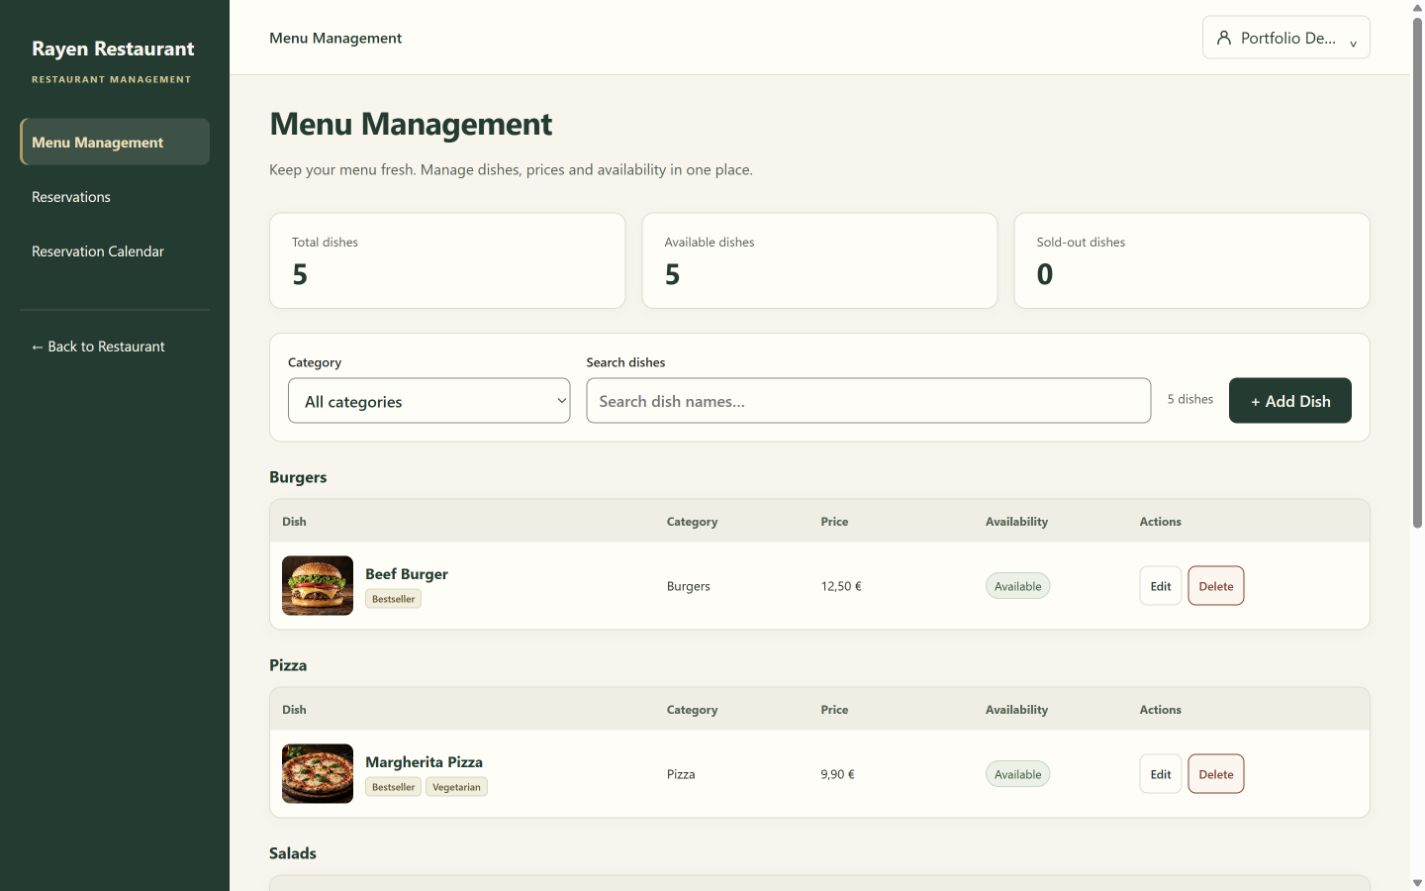 Rayen Restaurant
RESTAURANT MANAGEMENT
Menu Management
Reservations
Reservation Calendar
← Back to Restaurant
Menu Management
Portfolio De...
Menu Management
Keep your menu fresh. Manage dishes, prices and availability in one place.
Total dishes
5
Available dishes
5
Sold-out dishes
0
Category
All categories
Search dishes
Search dish names...
5 dishes
+ Add Dish
Burgers
Dish Category Price Availability Actions
Beef Burger
Bestseller
Burgers 12,50 € Available Edit Delete
Pizza
Dish Category Price Availability Actions
Margherita Pizza
Bestseller Vegetarian
Pizza 9,90 € Available Edit Delete
Salads